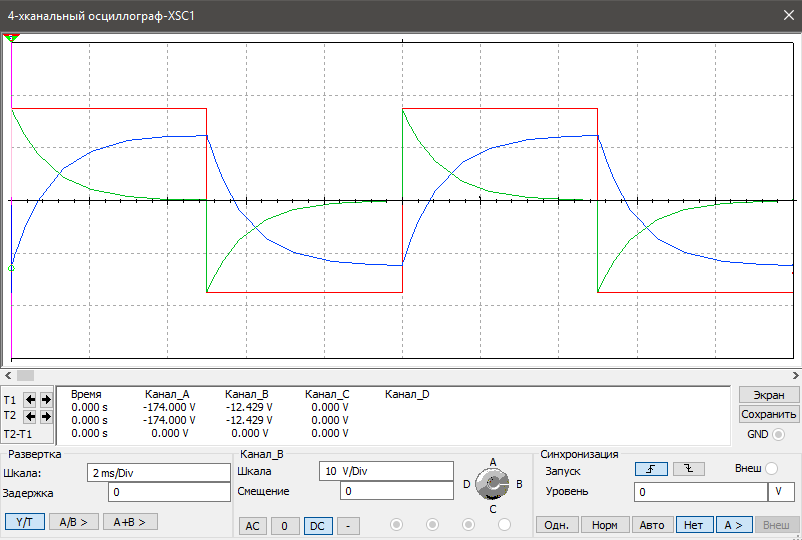 4-хканальный осциллограф-XSC1
Время Канал_A Канал_B Канал_C Канал_D
T1 0.000 s -174.000 V -12.429 V 0.000 V
T2 0.000 s -174.000 V -12.429 V 0.000 V
T2-T1 0.000 s 0.000 V 0.000 V 0.000 V
Экран
Сохранить
GND
Развертка
Шкала: 2 ms/Div
Задержка 0
Y/T A/B > A+B >
Канал_B
Шкала 10 V/Div
Смещение 0
AC 0 DC -
A
D B
C
Синхронизация
Запуск Внеш
Уровень 0 V
Одн. Норм Авто Нет A > Внеш